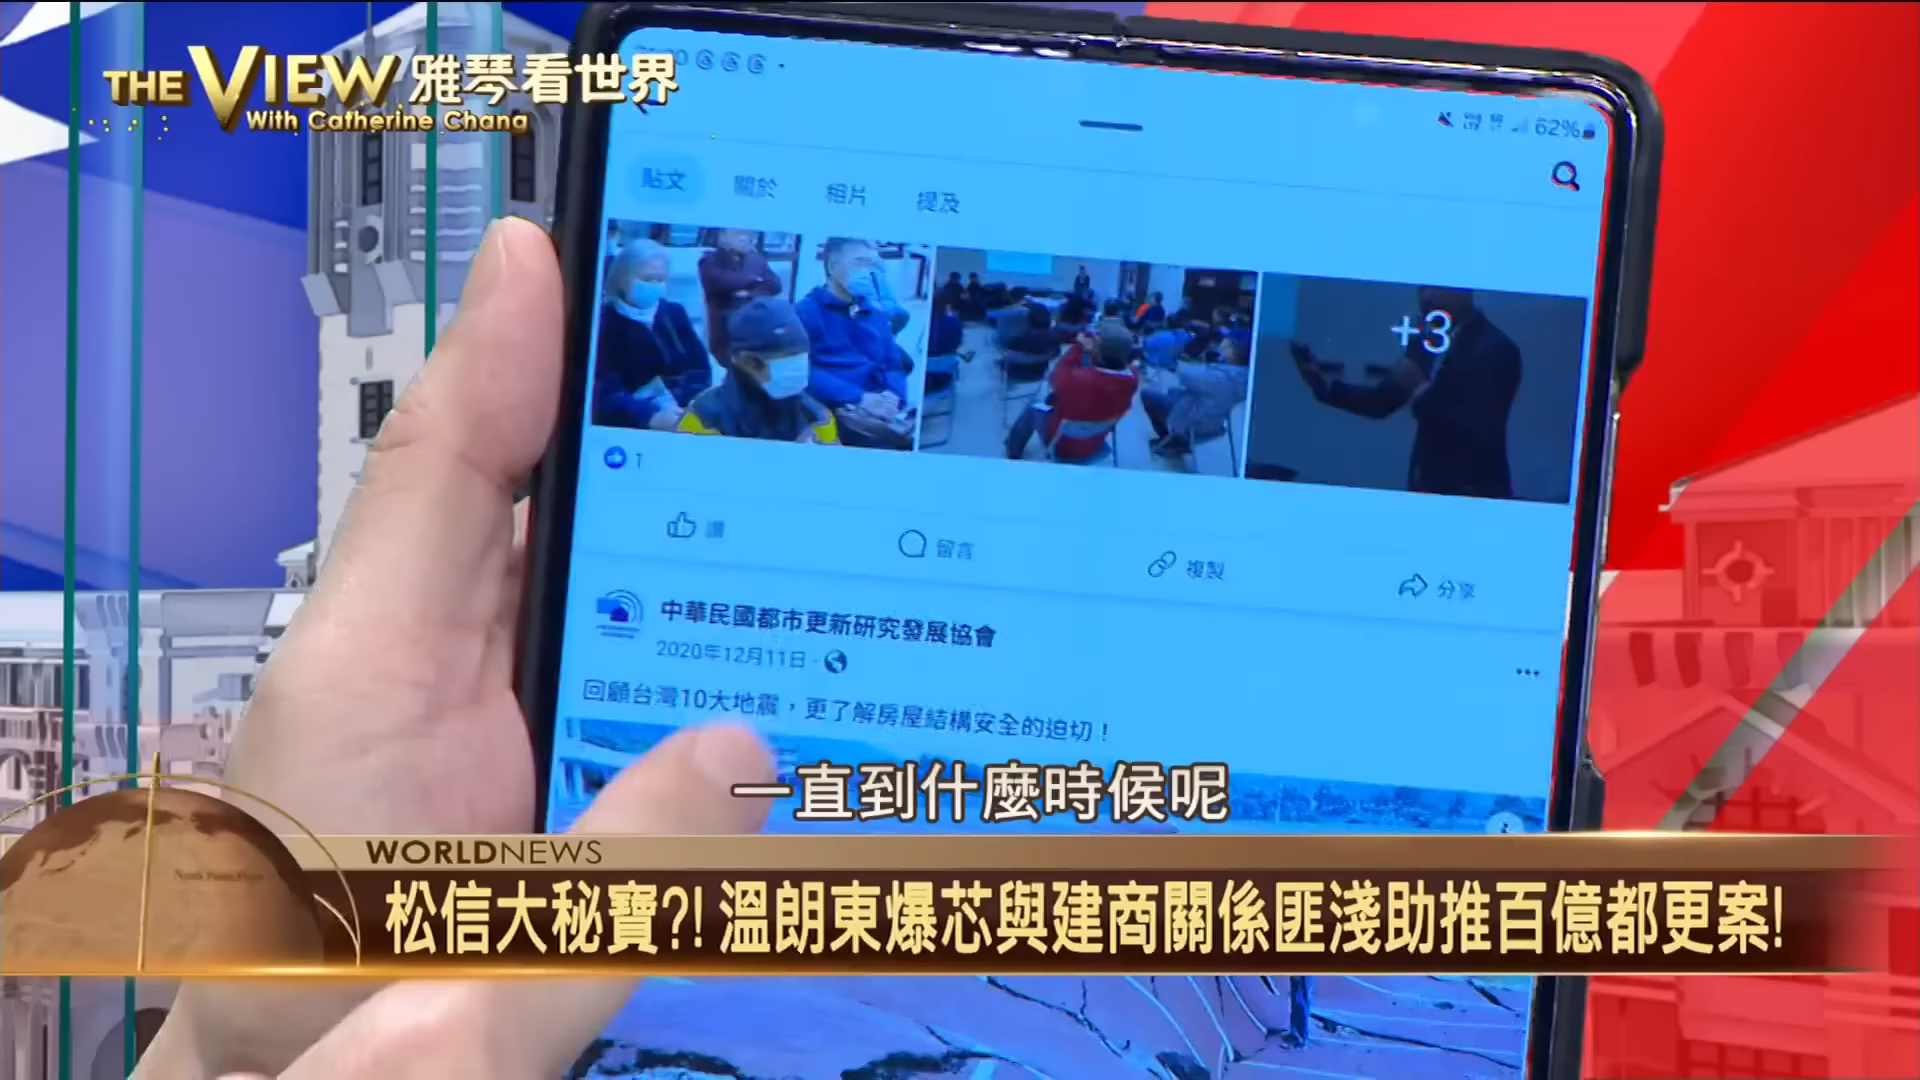 THE VIEW 雅琴看世界
With Catherine Chang
62%
貼文 關於 相片 提及
+3
1
讚 留言 複製 分享
中華民國都市更新研究發展協會
2020年12月11日
回顧台灣10大地震，更了解房屋結構安全的迫切！
一直到什麼時候呢
WORLDNEWS
松信大秘寶?! 溫朗東爆芯與建商關係匪淺助推百億都更案!